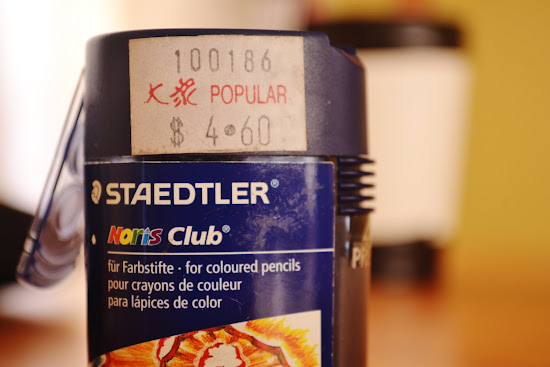 100186
大衆 POPULAR
$ 4.60
STAEDTLER®
Noris Club®
für Farbstifte · for coloured pencils
pour crayons de couleur
para lápices de color